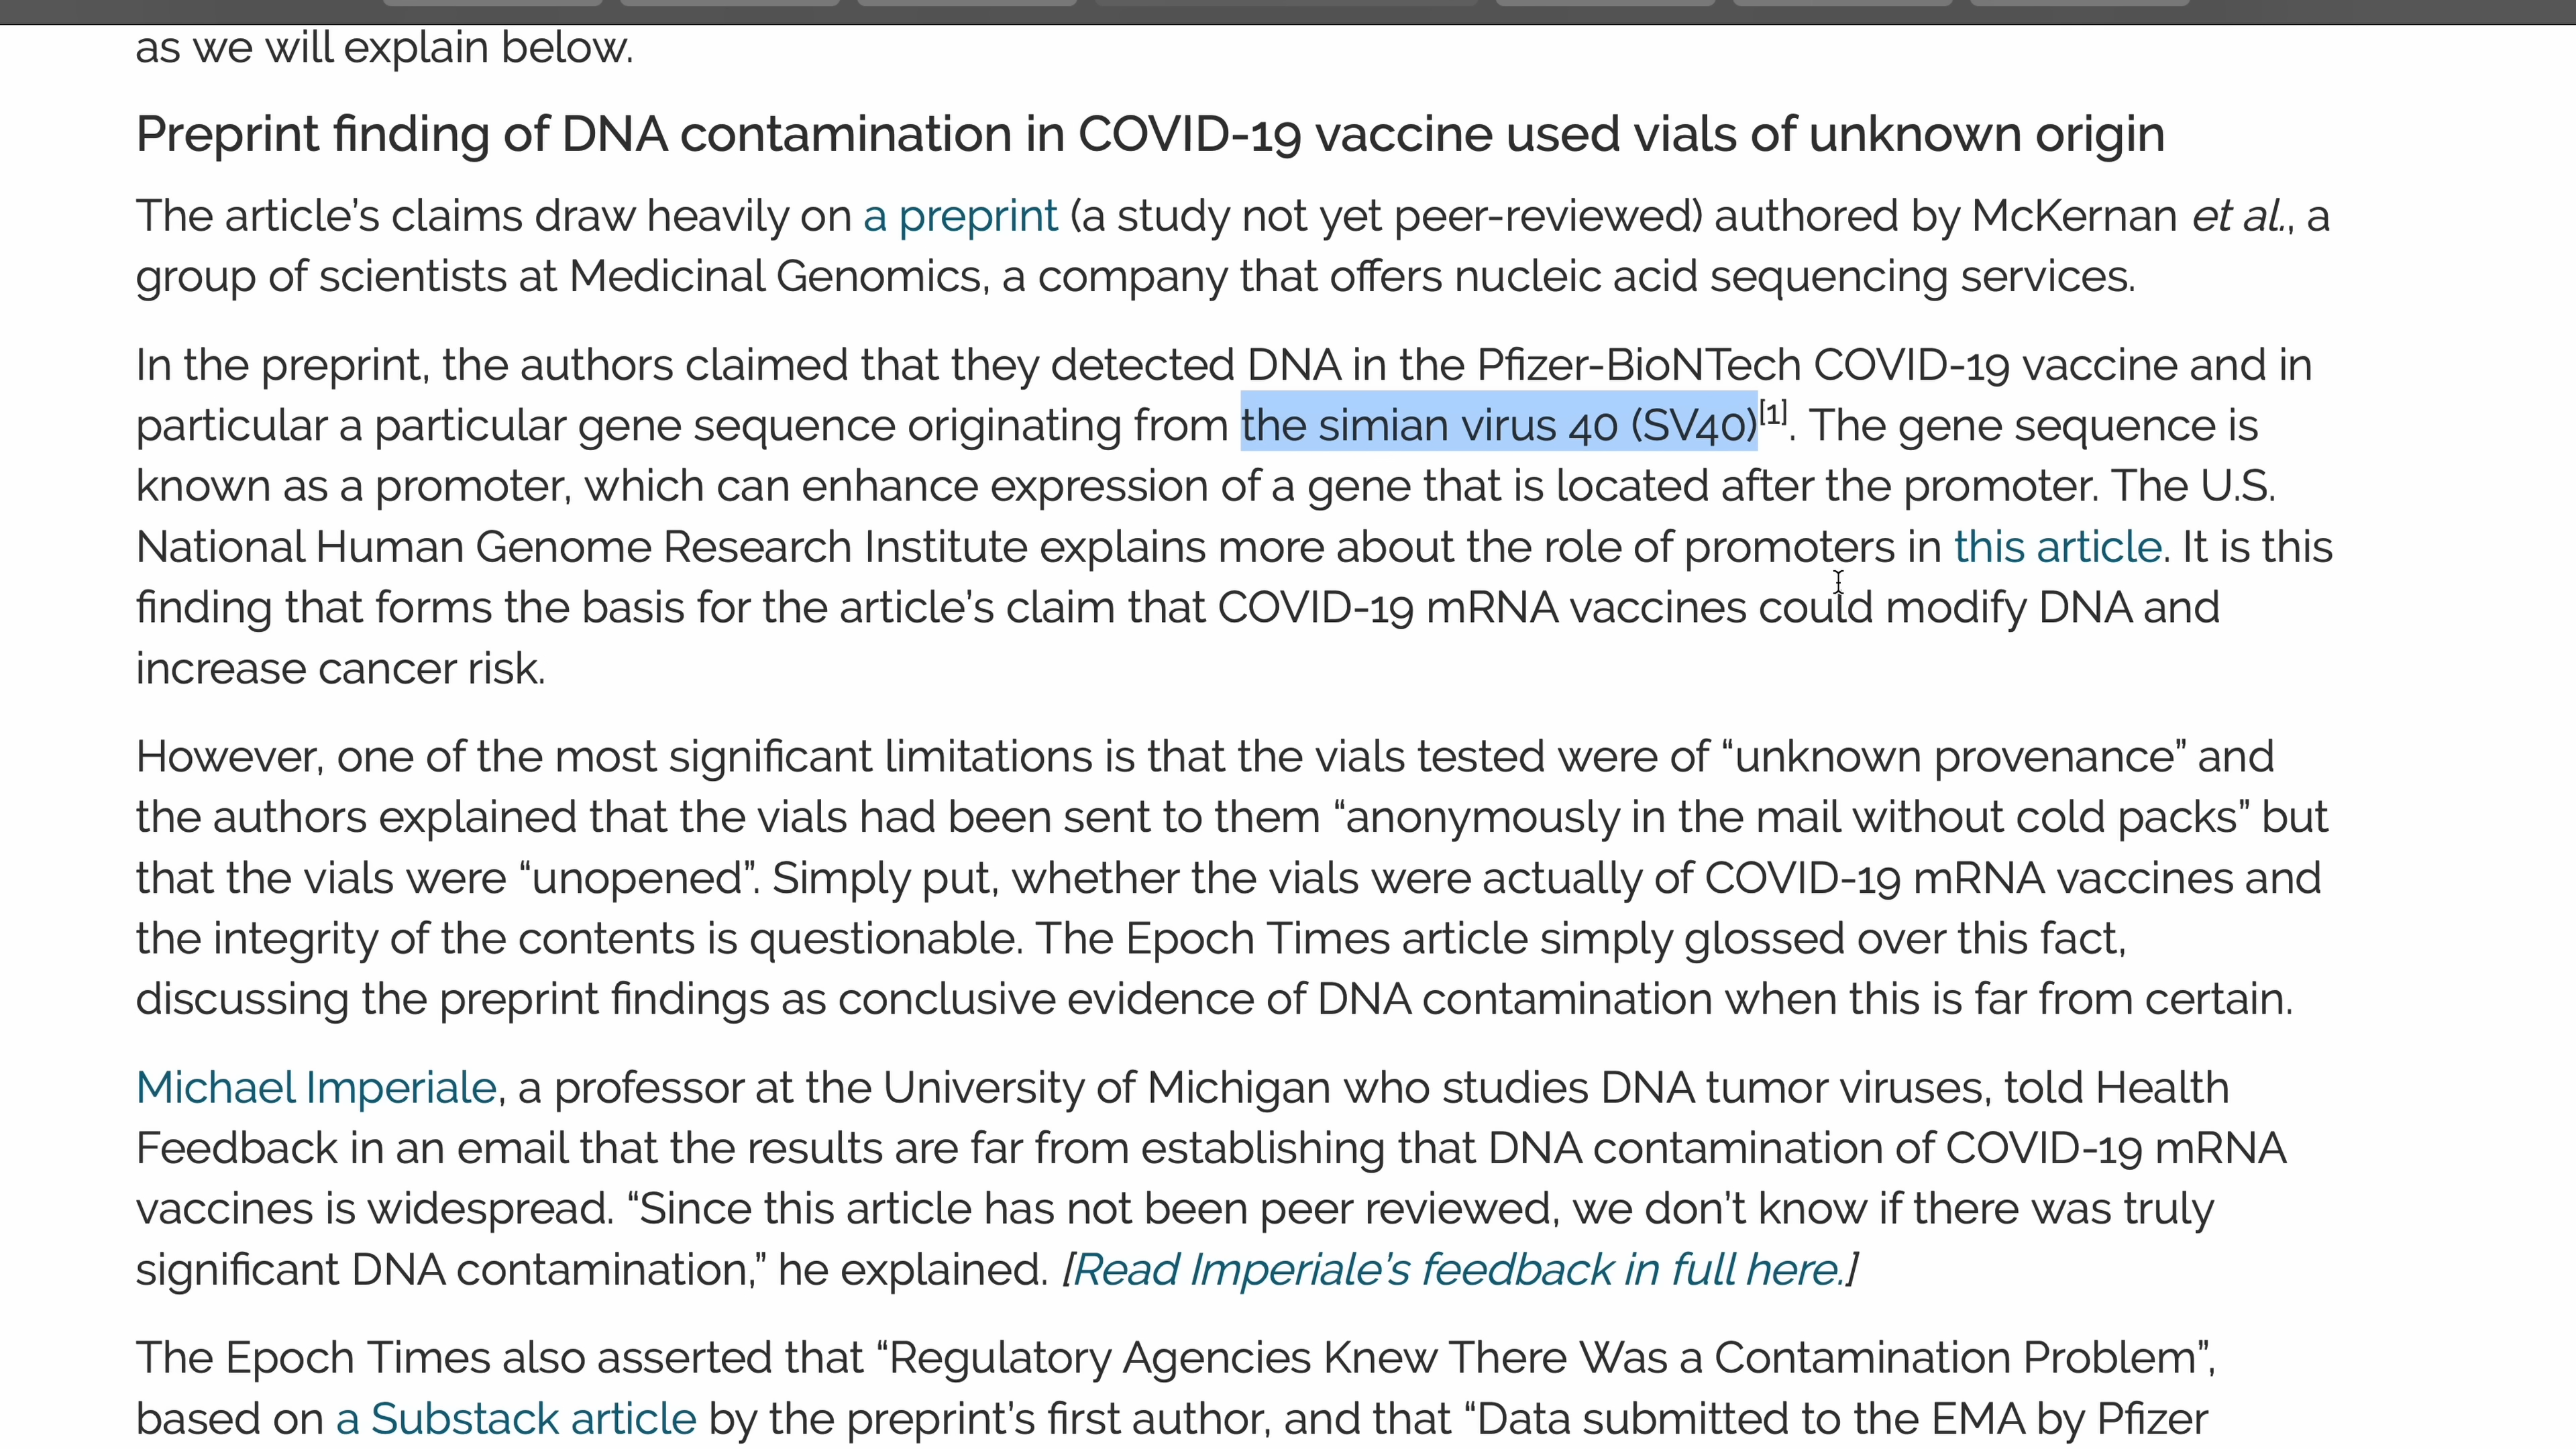 as we will explain below.
Preprint finding of DNA contamination in COVID-19 vaccine used vials of unknown origin
The article's claims draw heavily on a preprint (a study not yet peer-reviewed) authored by McKernan et al., a
group of scientists at Medicinal Genomics, a company that offers nucleic acid sequencing services.
In the preprint, the authors claimed that they detected DNA in the Pfizer-BioNTech COVID-19 vaccine and in
particular a particular gene sequence originating from the simian virus 40 (SV40)[1]. The gene sequence is
known as a promoter, which can enhance expression of a gene that is located after the promoter. The U.S.
National Human Genome Research Institute explains more about the role of promoters in this article. It is this
finding that forms the basis for the article's claim that COVID-19 mRNA vaccines could modify DNA and
increase cancer risk.
However, one of the most significant limitations is that the vials tested were of “unknown provenance” and
the authors explained that the vials had been sent to them “anonymously in the mail without cold packs” but
that the vials were “unopened”. Simply put, whether the vials were actually of COVID-19 mRNA vaccines and
the integrity of the contents is questionable. The Epoch Times article simply glossed over this fact,
discussing the preprint findings as conclusive evidence of DNA contamination when this is far from certain.
Michael Imperiale, a professor at the University of Michigan who studies DNA tumor viruses, told Health
Feedback in an email that the results are far from establishing that DNA contamination of COVID-19 mRNA
vaccines is widespread. “Since this article has not been peer reviewed, we don't know if there was truly
significant DNA contamination,” he explained. [Read Imperiale's feedback in full here.]
The Epoch Times also asserted that “Regulatory Agencies Knew There Was a Contamination Problem”,
based on a Substack article by the preprint's first author, and that “Data submitted to the EMA by Pfizer